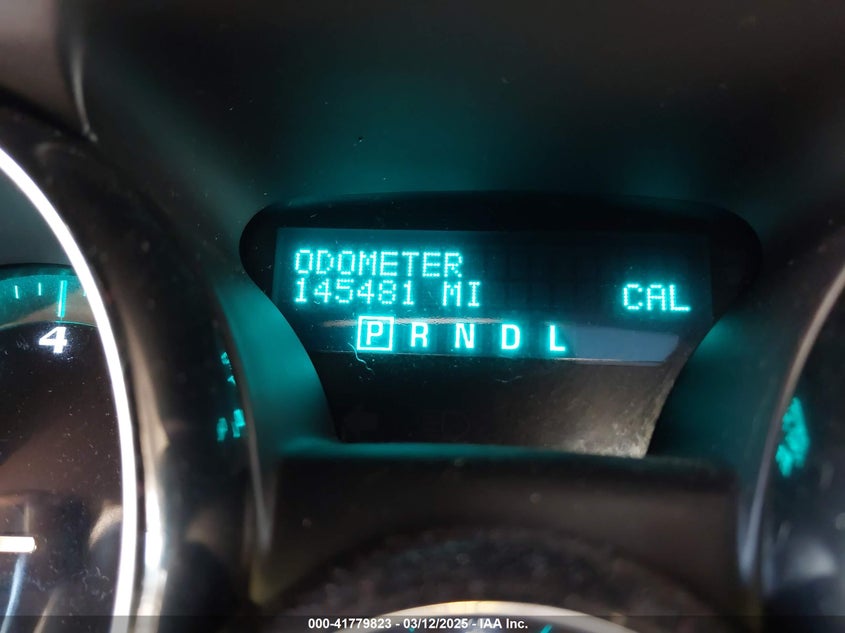 ODOMETER
145481 MI CAL
P R N D L
4
000-41779823 - 03/12/2025 - IAA Inc.